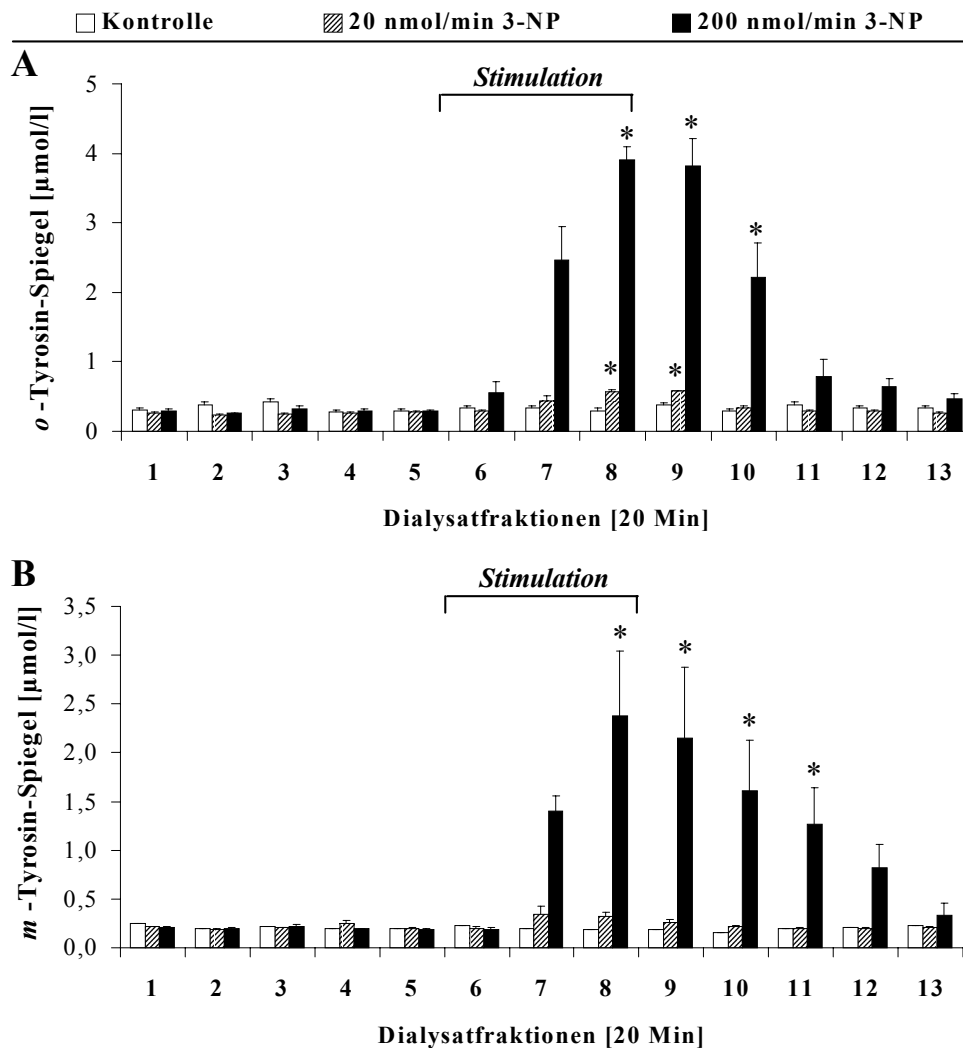 Kontrolle 20 nmol/min 3-NP 200 nmol/min 3-NP
A
Stimulation
o-Tyrosin-Spiegel [µmol/l]
5
4
3
2
1
0
* * * * *
1 2 3 4 5 6 7 8 9 10 11 12 13
Dialysatfraktionen [20 Min]
B
Stimulation
m-Tyrosin-Spiegel [µmol/l]
3,5
3,0
2,5
2,0
1,5
1,0
0,5
0,0
* * * *
1 2 3 4 5 6 7 8 9 10 11 12 13
Dialysatfraktionen [20 Min]